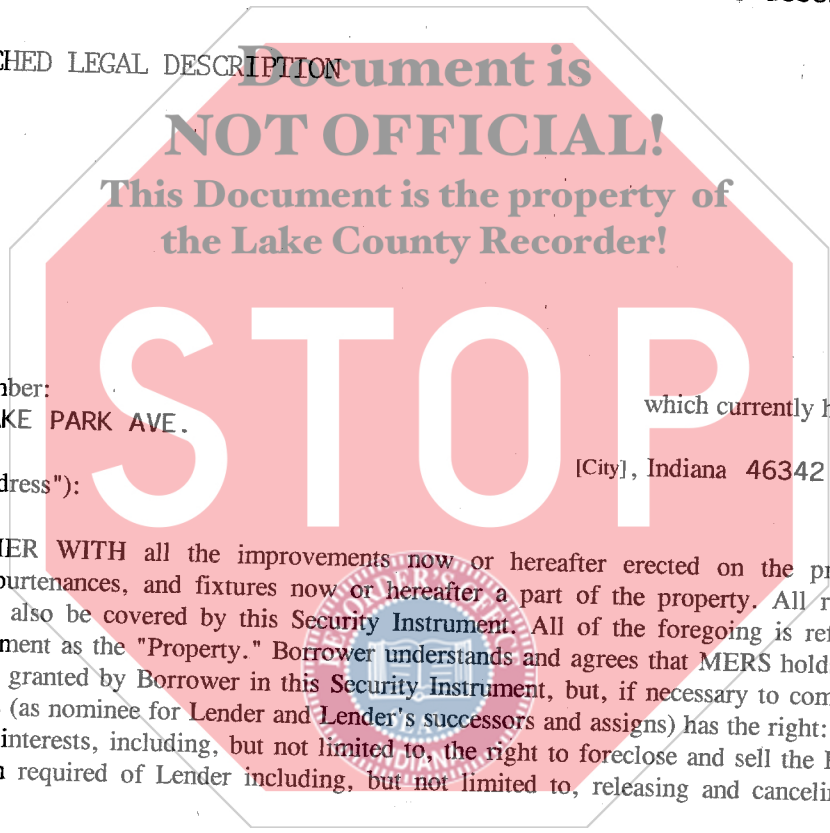 CHED LEGAL DESCRIPTION
Document is
NOT OFFICIAL!
This Document is the property of
the Lake County Recorder!
STOP
mber:
which currently h
AKE PARK AVE.
[City], Indiana 46342
dress"):
HER WITH all the improvements now or hereafter erected on the pr
purtenances, and fixtures now or hereafter a part of the property. All r
also be covered by this Security Instrument. All of the foregoing is ref
ment as the "Property." Borrower understands and agrees that MERS hold
granted by Borrower in this Security Instrument, but, if necessary to com
(as nominee for Lender and Lender's successors and assigns) has the right:
interests, including, but not limited to, the right to foreclose and sell the
required of Lender including, but not limited to, releasing and canceli
RECORDER'S OFFICE
INDIANA